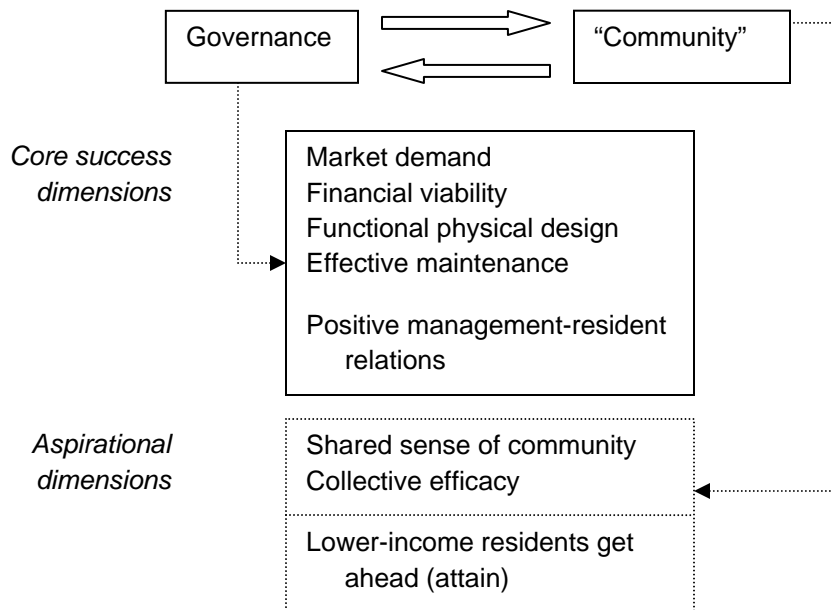 Governance
“Community”
Core success
dimensions
Market demand
Financial viability
Functional physical design
Effective maintenance
Positive management-resident
relations
Aspirational
dimensions
Shared sense of community
Collective efficacy
Lower-income residents get
ahead (attain)